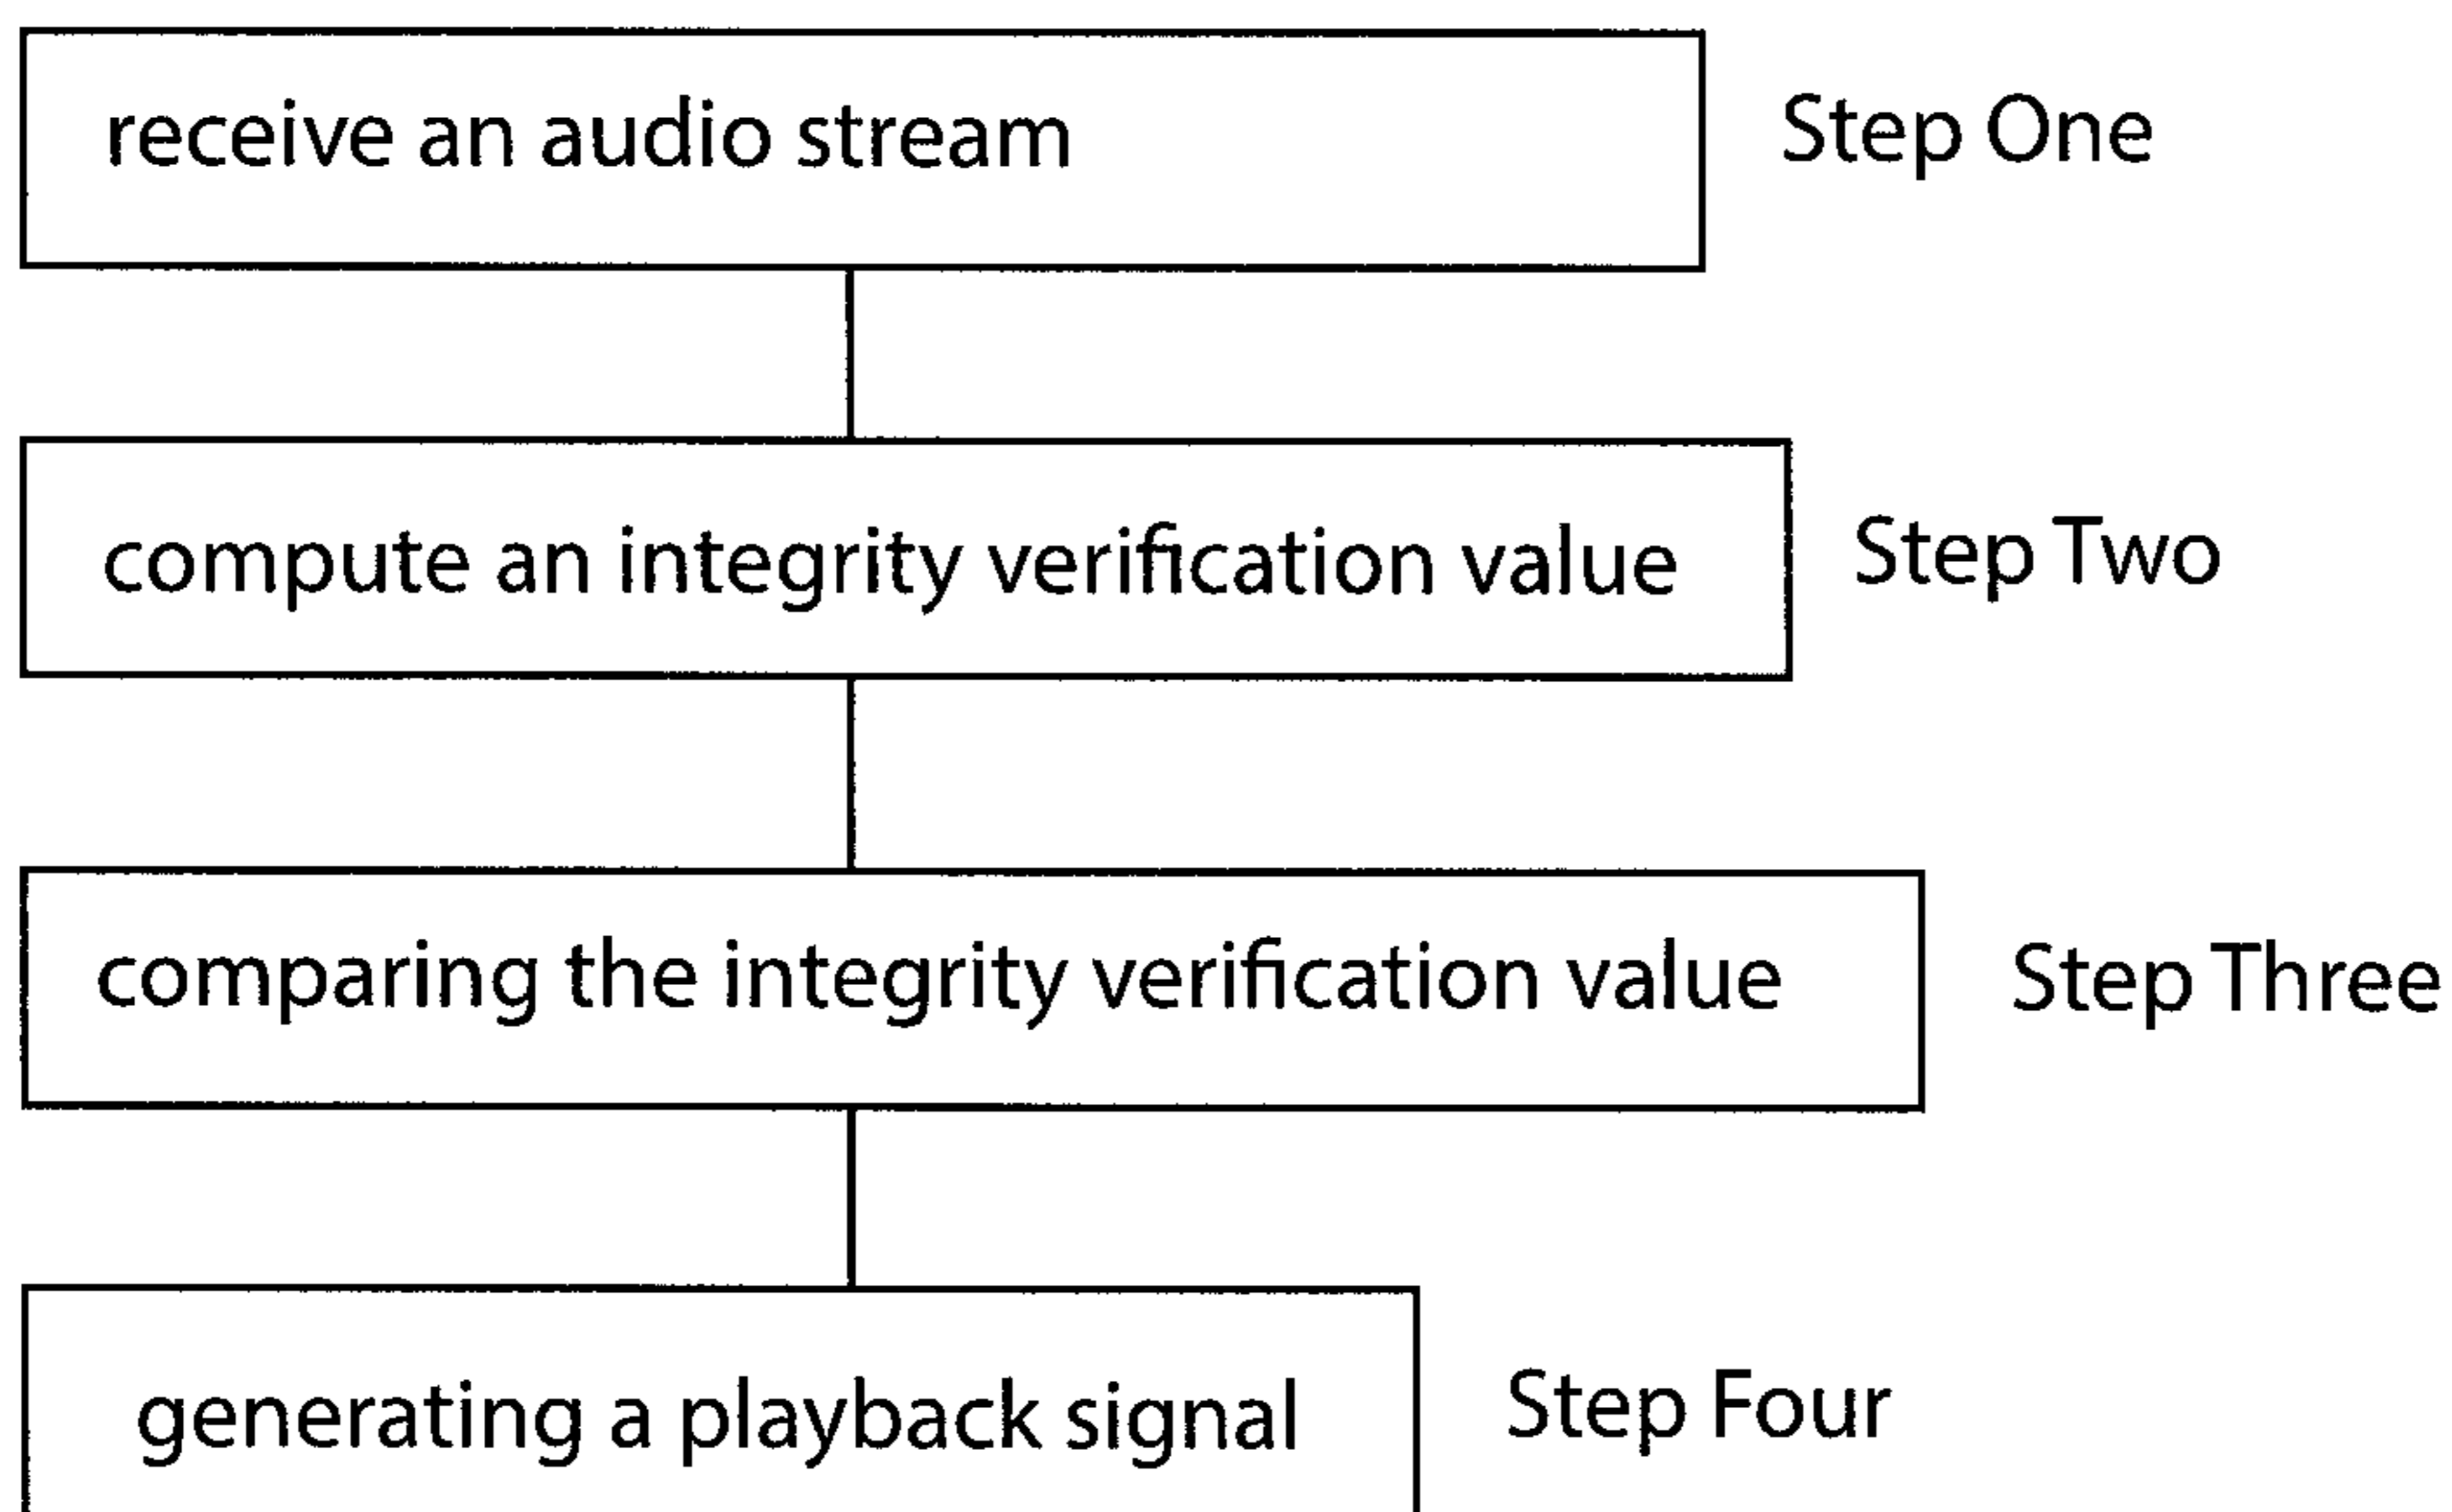 receive an audio stream
Step One
compute an integrity verification value
Step Two
comparing the integrity verification value
Step Three
generating a playback signal
Step Four